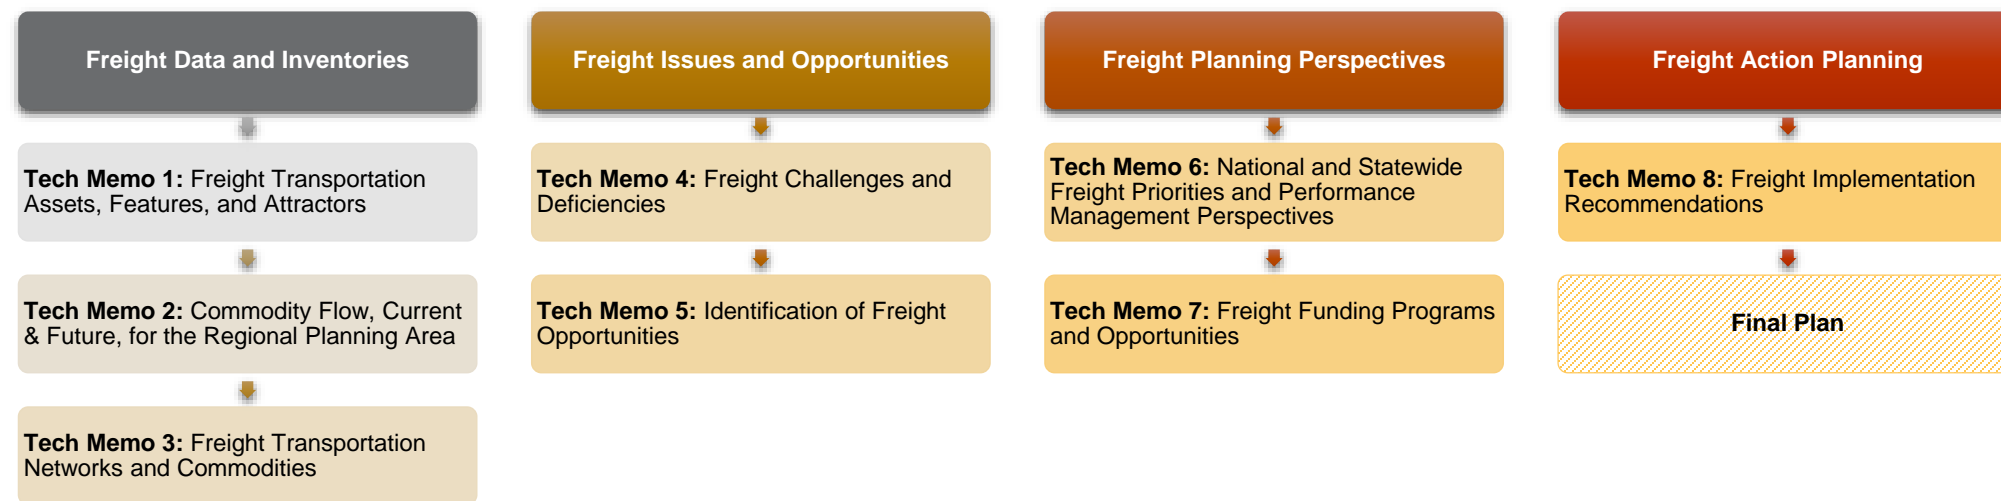 Freight Data and Inventories
Tech Memo 1: Freight Transportation
Assets, Features, and Attractors
Tech Memo 2: Commodity Flow, Current
& Future, for the Regional Planning Area
Tech Memo 3: Freight Transportation
Networks and Commodities
Freight Issues and Opportunities
Tech Memo 4: Freight Challenges and
Deficiencies
Tech Memo 5: Identification of Freight
Opportunities
Freight Planning Perspectives
Tech Memo 6: National and Statewide
Freight Priorities and Performance
Management Perspectives
Tech Memo 7: Freight Funding Programs
and Opportunities
Freight Action Planning
Tech Memo 8: Freight Implementation
Recommendations
Final Plan